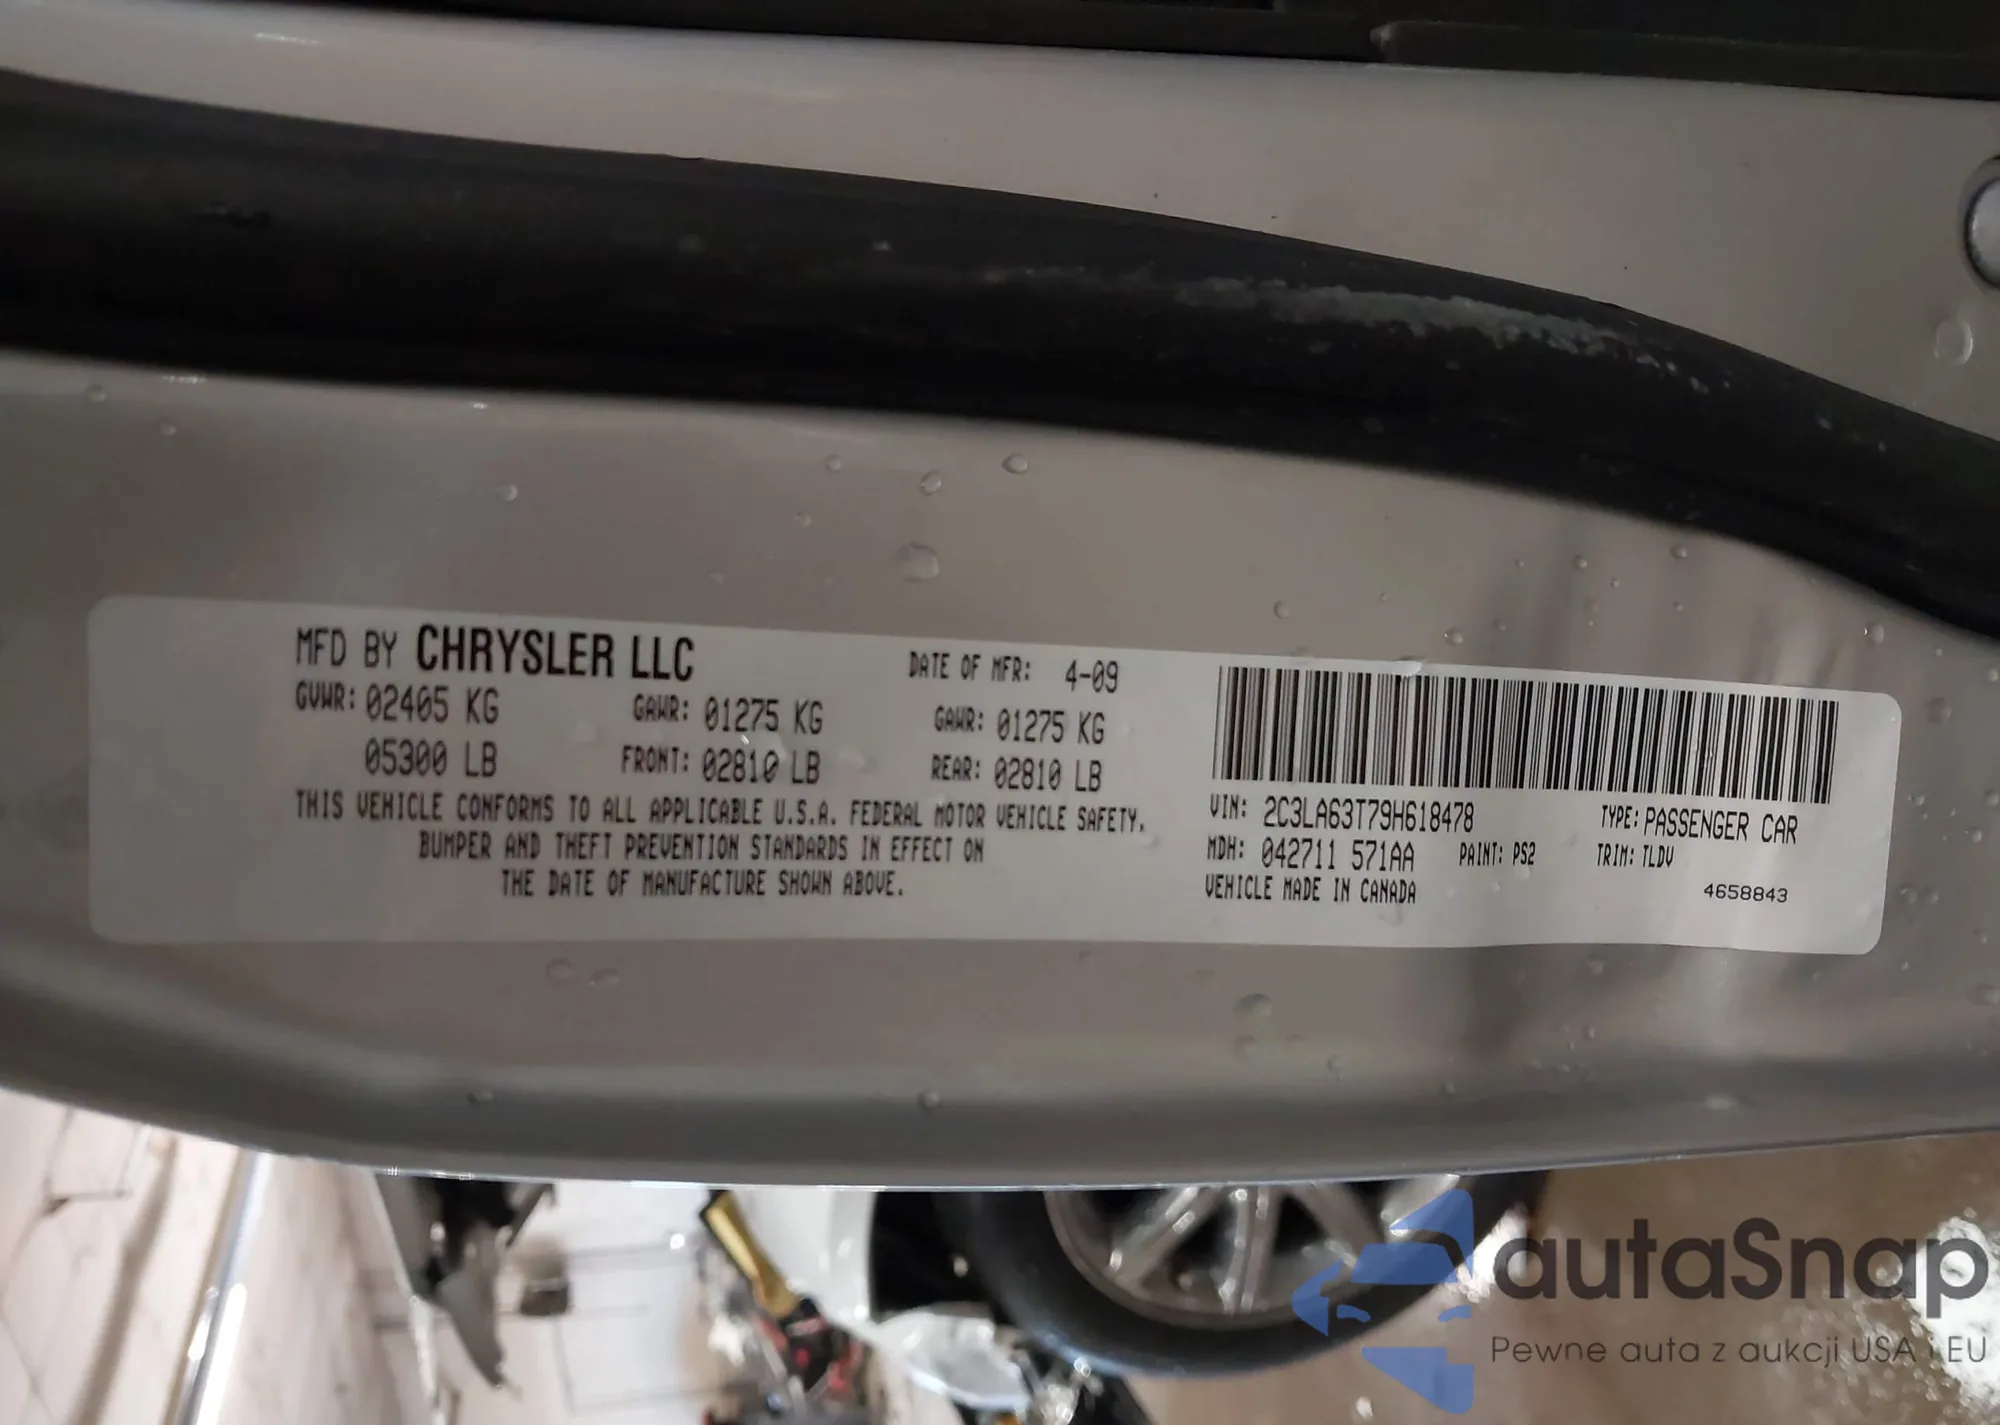 MFD BY CHRYSLER LLC DATE OF MFR: 4-09
GVWR: 02405 KG GAWR: 01275 KG GAWR: 01275 KG
05300 LB FRONT: 02810 LB REAR: 02810 LB
THIS VEHICLE CONFORMS TO ALL APPLICABLE U.S.A. FEDERAL MOTOR VEHICLE SAFETY,
BUMPER AND THEFT PREVENTION STANDARDS IN EFFECT ON
THE DATE OF MANUFACTURE SHOWN ABOVE.
VIN: 2C3LA63T79H618478 TYPE: PASSENGER CAR
MDH: 042711 571AA PAINT: PS2 TRIM: TLDV
VEHICLE MADE IN CANADA 4658843
autaSnap
Pewne auta z aukcji USA i EU